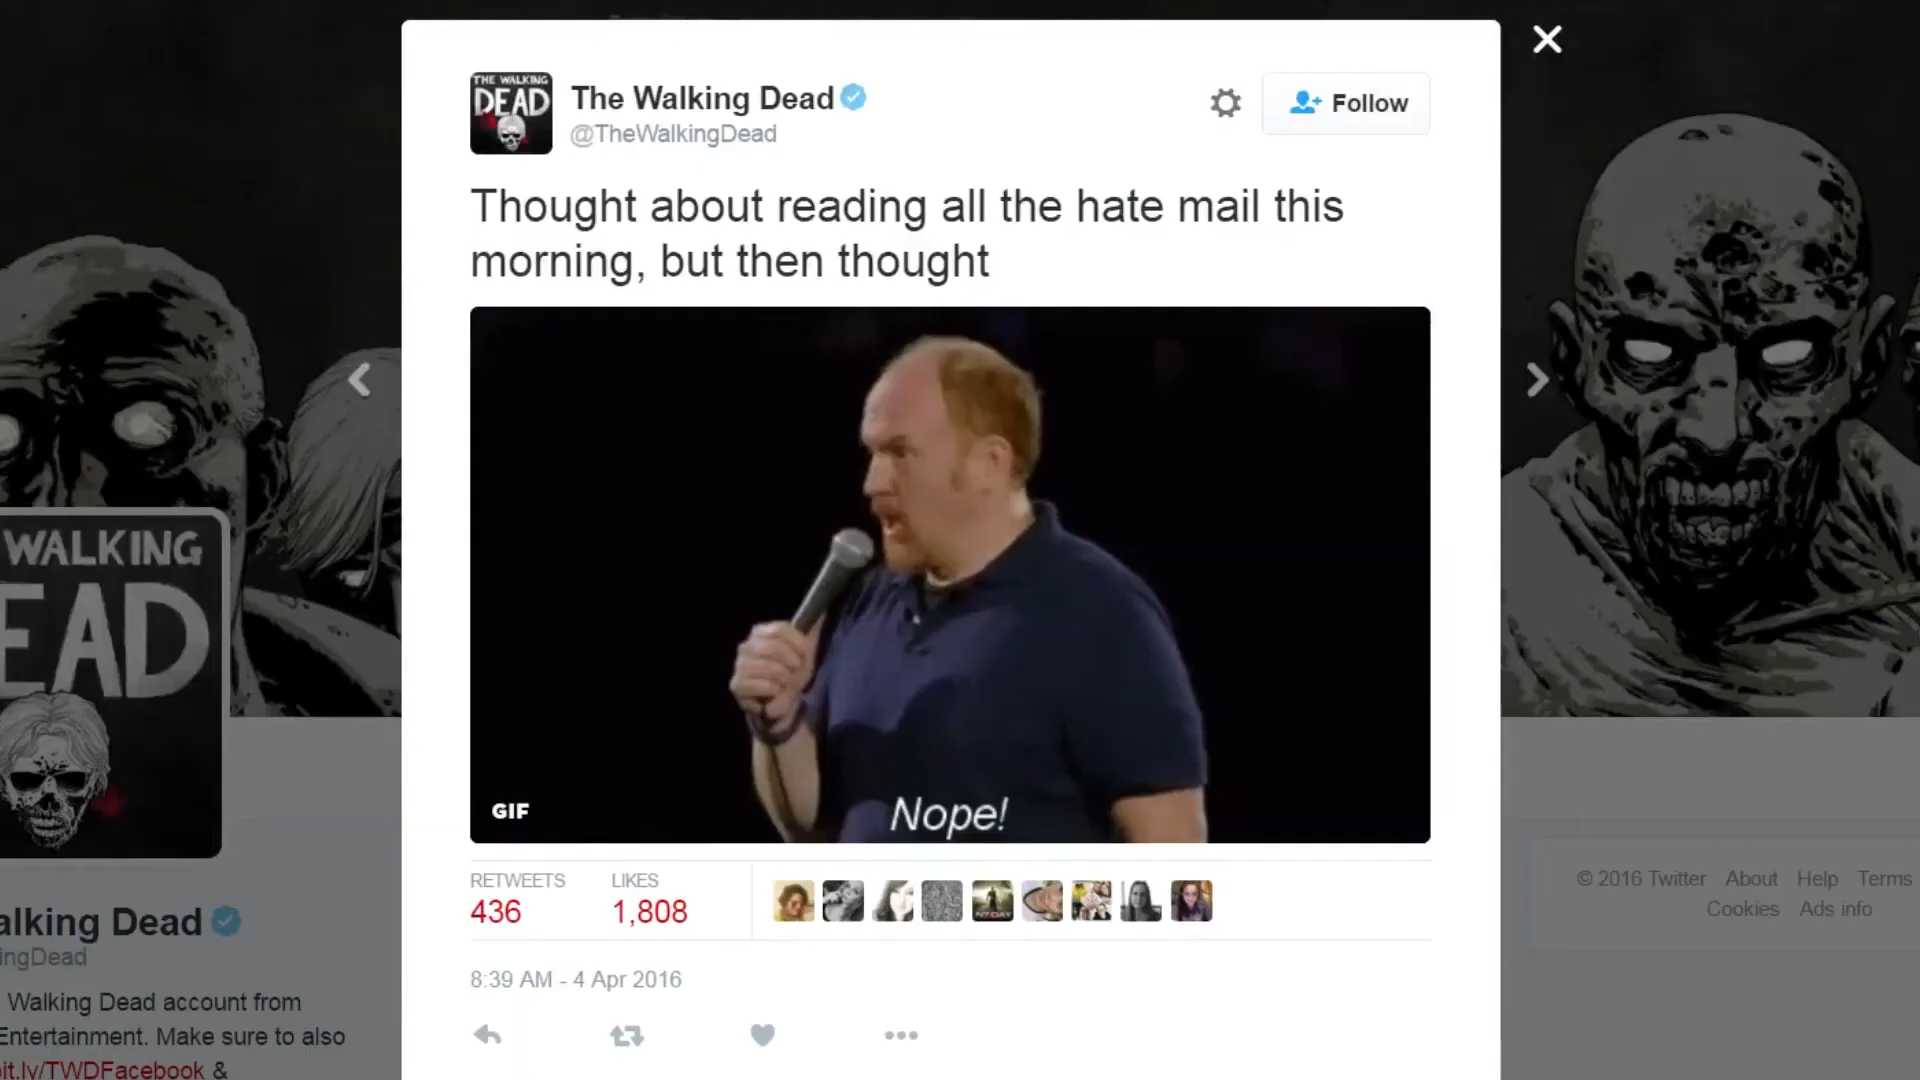 THE WALKING
DEAD
The Walking Dead
@TheWalkingDead
Follow
Thought about reading all the hate mail this
morning, but then thought
GIF
Nope!
RETWEETS
436
LIKES
1,808
8:39 AM - 4 Apr 2016
WALKING
EAD
alking Dead
ingDead
Walking Dead account from
Entertainment. Make sure to also
bit.ly/TWDFacebook &
© 2016 Twitter About Help Terms
Cookies Ads info